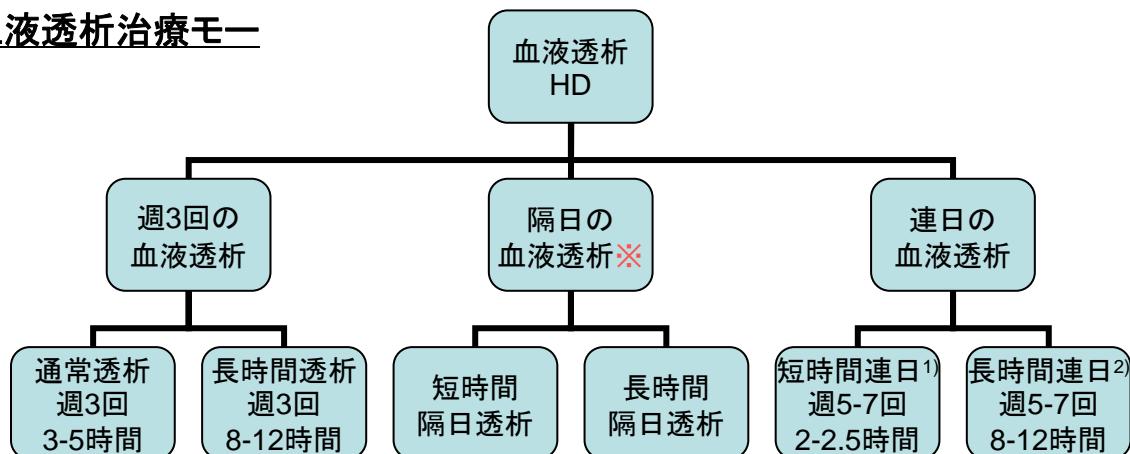 液透析治療モー
血液透析
HD
週3回の
血液透析
隔日の
血液透析※
連日の
血液透析
通常透析
週3回
3-5時間
長時間透析
週3回
8-12時間
短時間
隔日透析
長時間
隔日透析
短時間連日1)
週5-7回
2-2.5時間
長時間連日2)
週5-7回
8-12時間